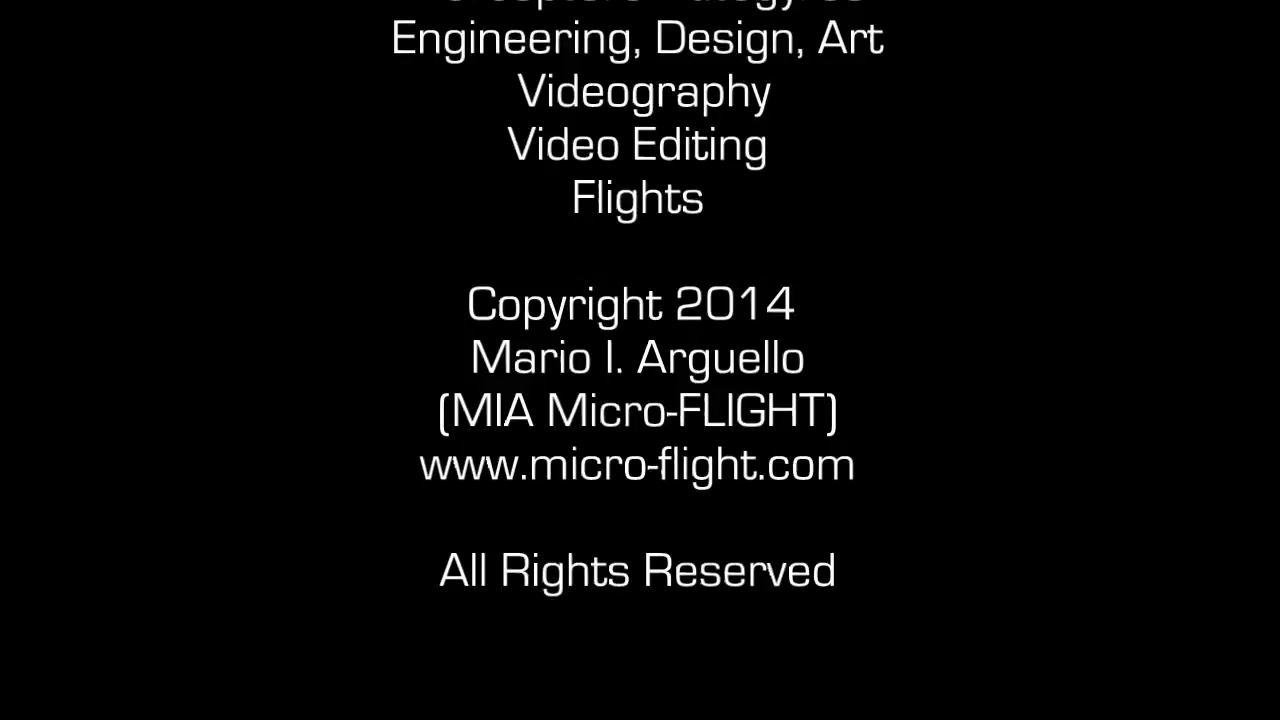 Engineering, Design, Art
Videography
Video Editing
Flights
Copyright 2014
Mario I. Arguello
(MIA Micro-FLIGHT)
www.micro-flight.com
All Rights Reserved